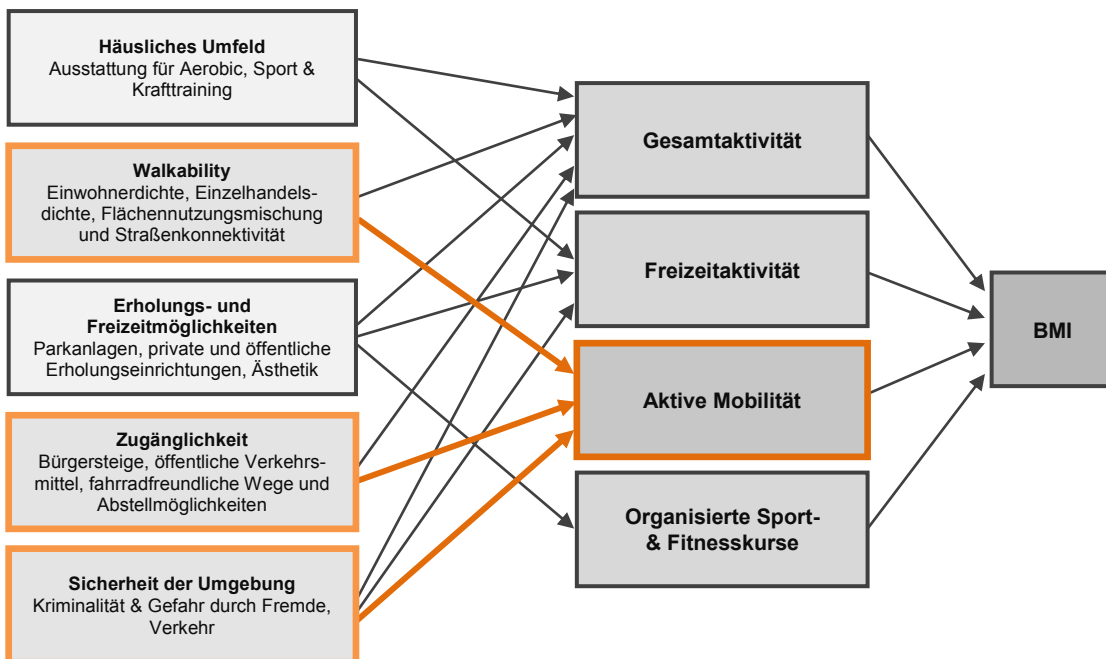 Häusliches Umfeld
Ausstattung für Aerobic, Sport &
Krafttraining
Walkability
Einwohnerdichte, Einzelhandels-
dichte, Flächennutzungsmischung
und Straßenkonnektivität
Erholungs- und
Freizeitmöglichkeiten
Parkanlagen, private und öffentliche
Erholungseinrichtungen, Ästhetik
Zugänglichkeit
Bürgersteige, öffentliche Verkehrs-
mittel, fahrradfreundliche Wege und
Abstellmöglichkeiten
Sicherheit der Umgebung
Kriminalität & Gefahr durch Fremde,
Verkehr
Gesamtaktivität
Freizeitaktivität
Aktive Mobilität
Organisierte Sport-
& Fitnesskurse
BMI